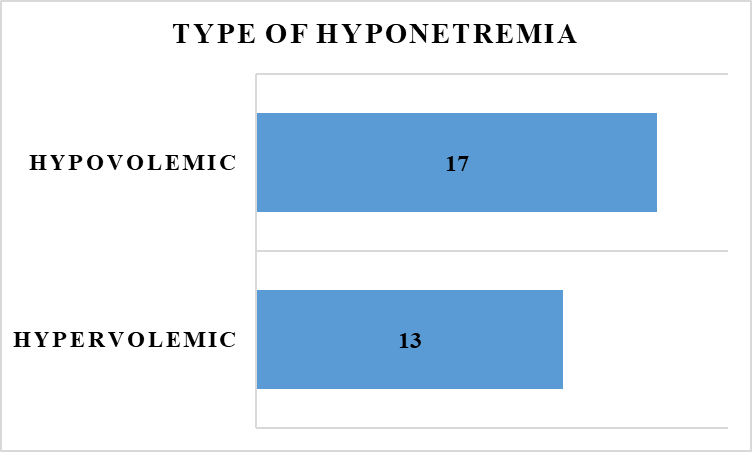 TYPE OF HYPONETREMIA
HYPOVOLEMIC
17
HYPERVOLEMIC
13